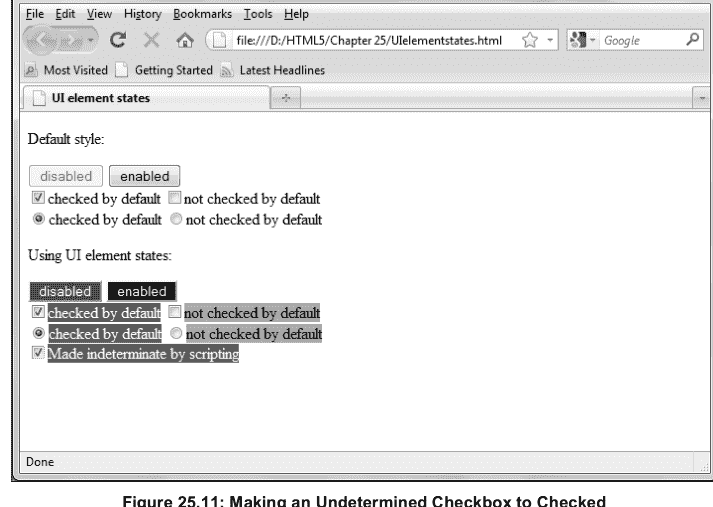 File Edit View History Bookmarks Tools Help
file:///D:/HTML5/Chapter 25/UIelementstates.html Google
Most Visited Getting Started Latest Headlines
UI element states
Default style:
disabled enabled
checked by default not checked by default
checked by default not checked by default
Using UI element states:
disabled enabled
checked by default not checked by default
checked by default not checked by default
Made indeterminate by scripting
Done
Figure 25.11: Making an Undetermined Checkbox to Checked